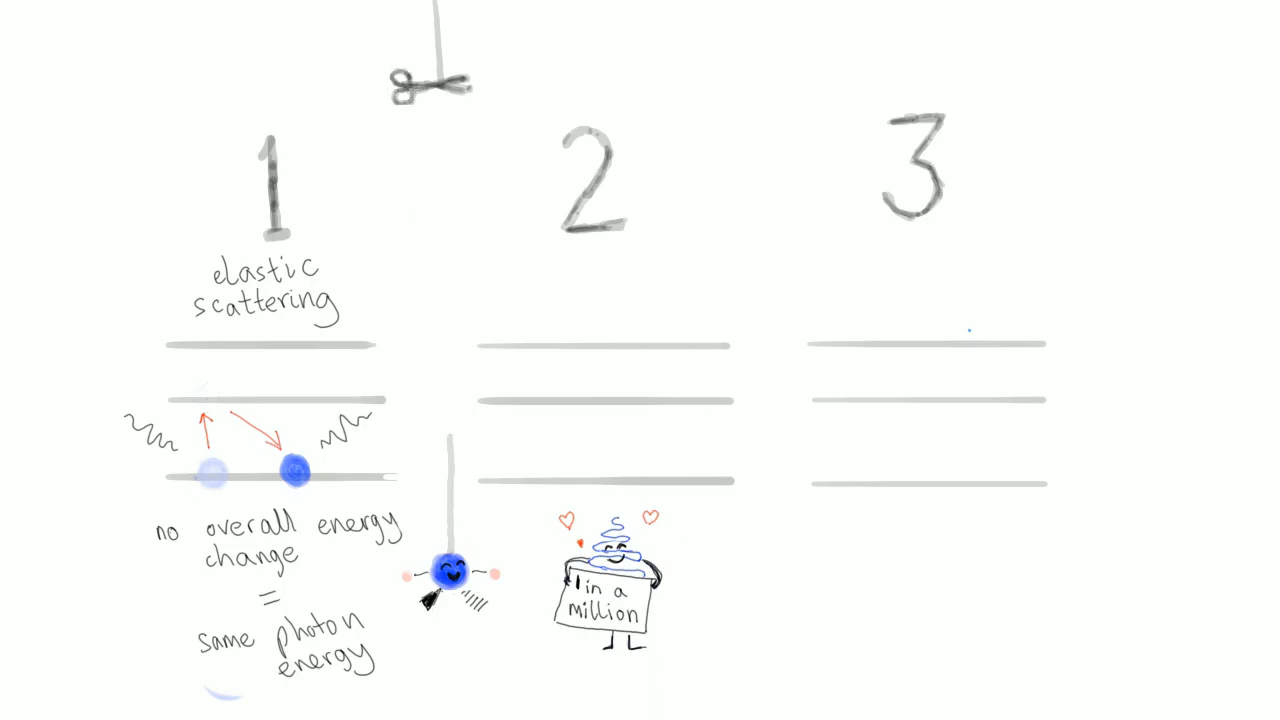 1
2
3
elastic
scattering
no overall energy
change
=
same photon
energy
1 in a
million